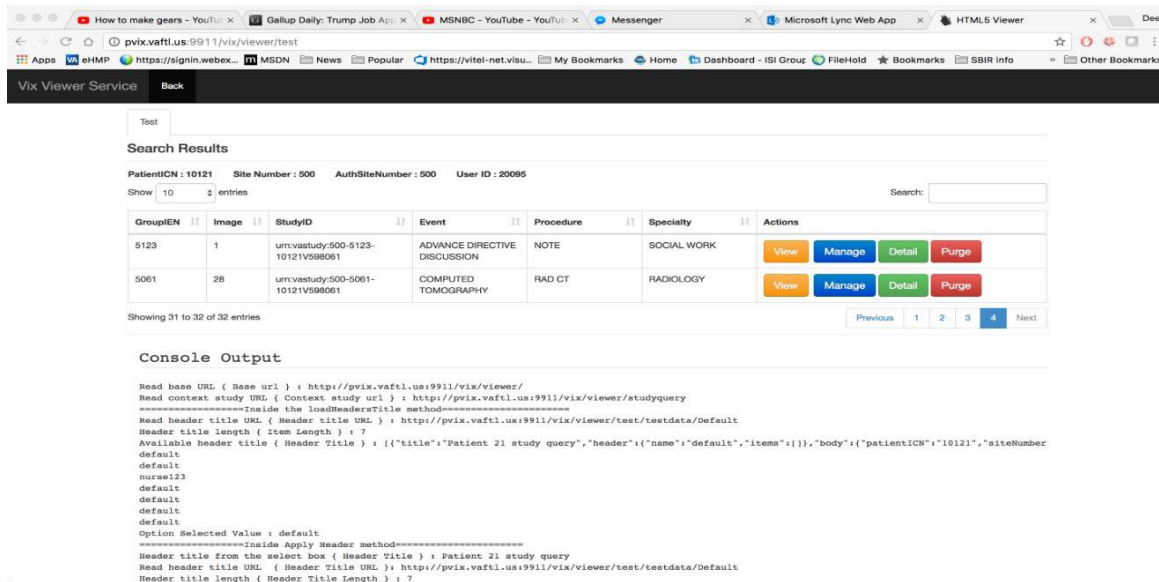 How to make gears - YouTu
Gallup Daily: Trump Job App
MSNBC - YouTube - YouTub
Messenger
Microsoft Lync Web App
HTML5 Viewer
Dee
pvix.vaftl.us:9911/vix/viewer/test
Apps VA eHMP https://signin.webex... m MSDN News Popular https://vitel-net.visu... My Bookmarks Home Dashboard - ISI Group FileHold Bookmarks SBIR info » Other Bookmarks
Vix Viewer Service Back
Test
Search Results
PatientICN : 10121 Site Number : 500 AuthSiteNumber : 500 User ID : 20095
Show 10 entries Search:
GroupIEN Image StudyID Event Procedure Specialty Actions
5123 1 urn:vastudy:500-5123- ADVANCE DIRECTIVE NOTE SOCIAL WORK View Manage Detail Purge
10121V598061 DISCUSSION
5061 28 urn:vastudy:500-5061- COMPUTED RAD CT RADIOLOGY View Manage Detail Purge
10121V598061 TOMOGRAPHY
Showing 31 to 32 of 32 entries Previous 1 2 3 4 Next
Console Output
Read base URL { Base url } : http://pvix.vaftl.us:9911/vix/viewer/
Read context study URL { Context study url } : http://pvix.vaftl.us:9911/vix/viewer/studyquery
==================Inside the loadHeadersTitle method======================
Read header title URL { Header title URL } : http://pvix.vaftl.us:9911/vix/viewer/test/testdata/Default
Header title length { Item Length } : 7
Available header title { Header Title } : [{"title":"Patient 21 study query","header":{"name":"default","items":[]},"body":{"patientICN":"10121","siteNumber
default
default
nurse123
default
default
default
default
Option Selected Value : default
==================Inside Apply Header method======================
Header title from the select box { Header Title } : Patient 21 study query
Read header title URL { Header Title URL }: http://pvix.vaftl.us:9911/vix/viewer/test/testdata/Default
Header title length { Header Title Length } : 7